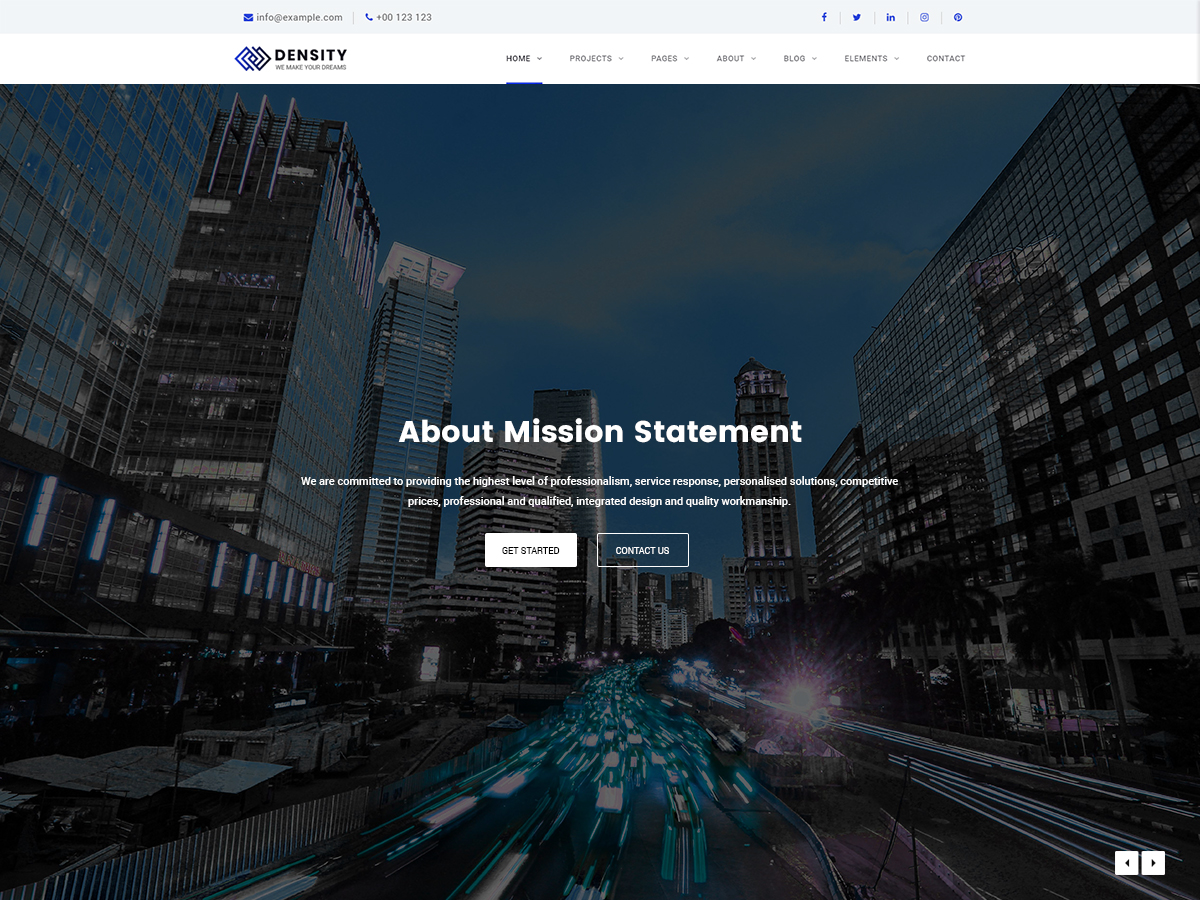 info@example.com
+00 123 123
DENSITY
WE MAKE YOUR DREAMS
HOME
PROJECTS
PAGES
ABOUT
BLOG
ELEMENTS
CONTACT
About Mission Statement
We are committed to providing the highest level of professionalism, service response, personalised solutions, competitive
prices, professional and qualified, integrated design and quality workmanship.
GET STARTED
CONTACT US